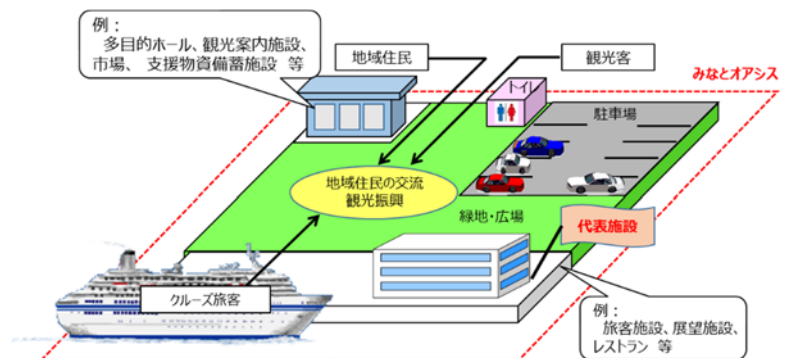 例：
多目的ホール、観光案内施設、
市場、 支援物資備蓄施設 等
地域住民
観光客
みなとオアシス
トイレ
駐車場
地域住民の交流
観光振興
緑地・広場
代表施設
クルーズ旅客
例：
旅客施設、展望施設、
レストラン 等